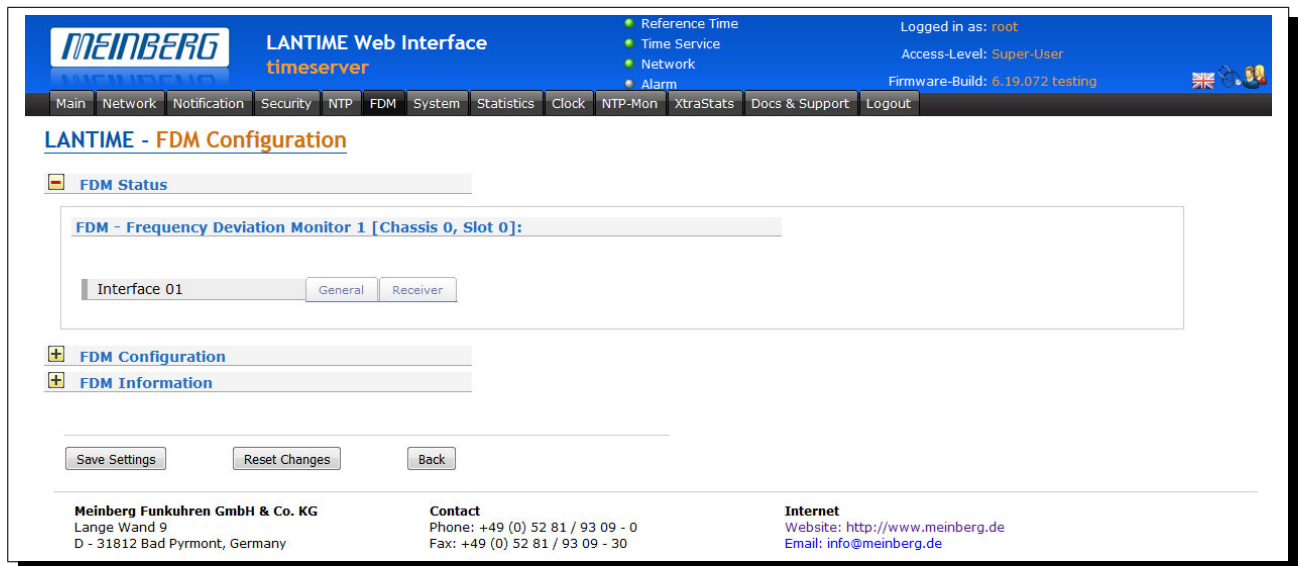 MEINBERG
LANTIME Web Interface
timeserver
Reference Time
Time Service
Network
Alarm
Logged in as: root
Access-Level: Super-User
Firmware-Build: 6.19.072 testing
Main Network Notification Security NTP FDM System Statistics Clock NTP-Mon XtraStats Docs & Support Logout
LANTIME - FDM Configuration
FDM Status
FDM - Frequency Deviation Monitor 1 [Chassis 0, Slot 0]:
Interface 01 General Receiver
FDM Configuration
FDM Information
Save Settings Reset Changes Back
Meinberg Funkuhren GmbH & Co. KG
Lange Wand 9
D - 31812 Bad Pyrmont, Germany
Contact
Phone: +49 (0) 52 81 / 93 09 - 0
Fax: +49 (0) 52 81 / 93 09 - 30
Internet
Website: http://www.meinberg.de
Email: info@meinberg.de